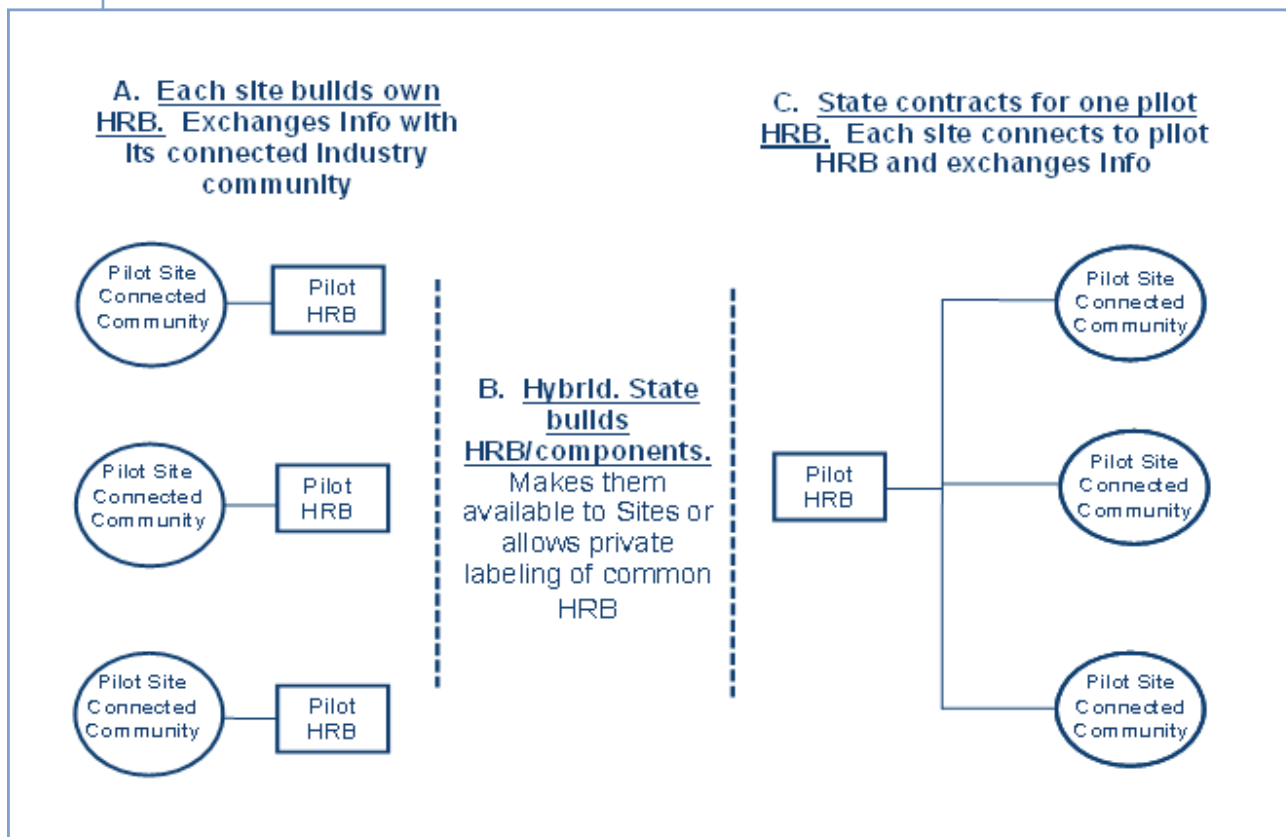 A. Each site builds own
HRB. Exchanges info with
its connected industry
community
C. State contracts for one pilot
HRB. Each site connects to pilot
HRB and exchanges info
Pilot Site
Connected
Community
Pilot
HRB
Pilot Site
Connected
Community
Pilot
HRB
Pilot Site
Connected
Community
Pilot
HRB
B. Hybrid. State
builds
HRB/components.
Makes them
available to Sites or
allows private
labeling of common
HRB
Pilot
HRB
Pilot Site
Connected
Community
Pilot Site
Connected
Community
Pilot Site
Connected
Community